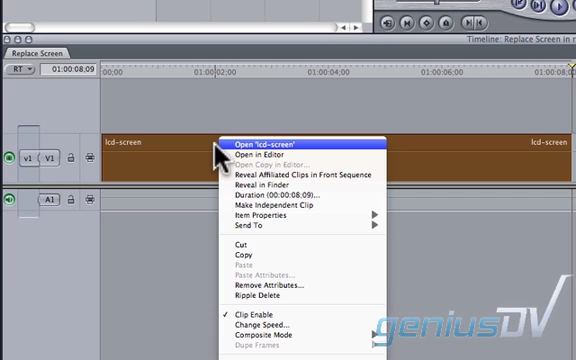 Timeline: Replace Screen in r
Replace Screen
RT
01:00:08;09
00;00
01:00:02;00
01:00:04;00
01:00:06;00
01:00:08;0
lcd-screen
lcd-screen
v1
V1
A1
Open "lcd-screen"
Open in Editor
Open Copy in Editor...
Reveal Affiliated Clips in Front Sequence
Reveal in Finder
Duration (00:00:08;09)...
Make Independent Clip
Item Properties
Send To
Cut
Copy
Paste
Paste Attributes...
Remove Attributes...
Ripple Delete
✓ Clip Enable
Change Speed...
Composite Mode
Dupe Frames
geniusDV